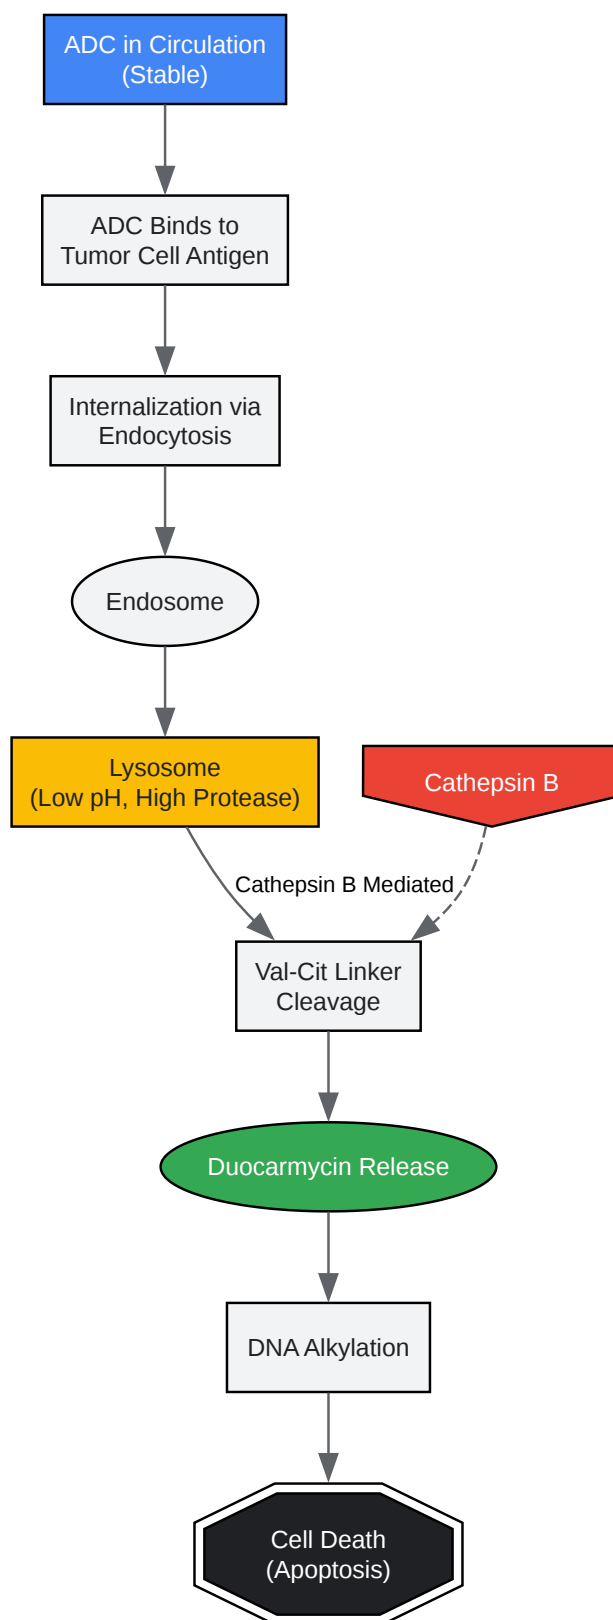 ADC in Circulation
(Stable)
ADC Binds to
Tumor Cell Antigen
Internalization via
Endocytosis
Endosome
Lysosome
(Low pH, High Protease)
Cathepsin B
Cathepsin B Mediated
Val-Cit Linker
Cleavage
Duocarmycin Release
DNA Alkylation
Cell Death
(Apoptosis)